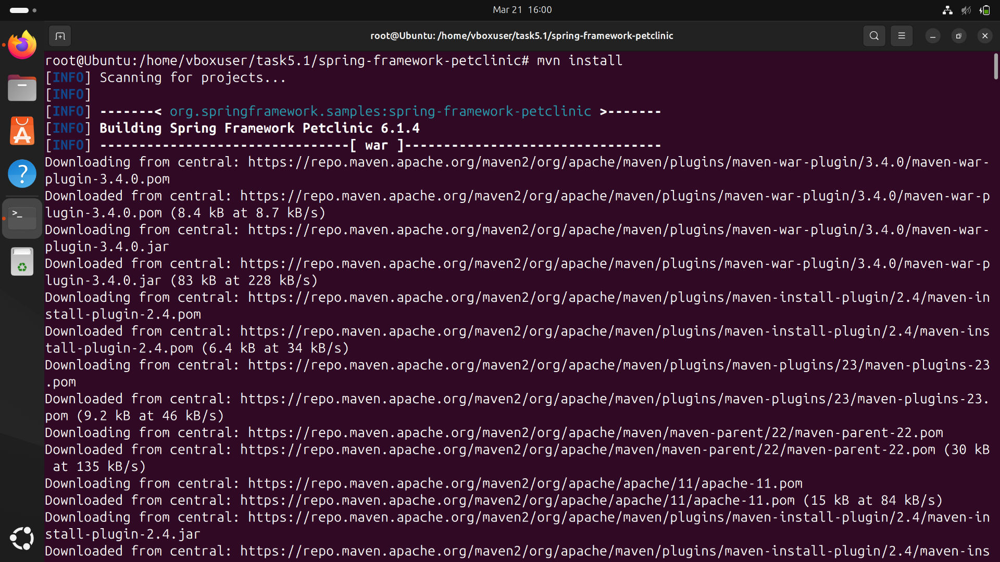 Mar 21 16:00
root@Ubuntu: /home/vboxuser/task5.1/spring-framework-petclinic
root@Ubuntu:/home/vboxuser/task5.1/spring-framework-petclinic# mvn install
[INFO] Scanning for projects...
[INFO]
[INFO] -------< org.springframework.samples:spring-framework-petclinic >-------
[INFO] Building Spring Framework Petclinic 6.1.4
[INFO] --------------------------------[ war ]---------------------------------
Downloading from central: https://repo.maven.apache.org/maven2/org/apache/maven/plugins/maven-war-plugin/3.4.0/maven-war-
plugin-3.4.0.pom
Downloaded from central: https://repo.maven.apache.org/maven2/org/apache/maven/plugins/maven-war-plugin/3.4.0/maven-war-p
lugin-3.4.0.pom (8.4 kB at 8.7 kB/s)
Downloading from central: https://repo.maven.apache.org/maven2/org/apache/maven/plugins/maven-war-plugin/3.4.0/maven-war-
plugin-3.4.0.jar
Downloaded from central: https://repo.maven.apache.org/maven2/org/apache/maven/plugins/maven-war-plugin/3.4.0/maven-war-p
lugin-3.4.0.jar (83 kB at 228 kB/s)
Downloading from central: https://repo.maven.apache.org/maven2/org/apache/maven/plugins/maven-install-plugin/2.4/maven-in
stall-plugin-2.4.pom
Downloaded from central: https://repo.maven.apache.org/maven2/org/apache/maven/plugins/maven-install-plugin/2.4/maven-ins
tall-plugin-2.4.pom (6.4 kB at 34 kB/s)
Downloading from central: https://repo.maven.apache.org/maven2/org/apache/maven/plugins/maven-plugins/23/maven-plugins-23
.pom
Downloaded from central: https://repo.maven.apache.org/maven2/org/apache/maven/plugins/maven-plugins/23/maven-plugins-23.
pom (9.2 kB at 46 kB/s)
Downloading from central: https://repo.maven.apache.org/maven2/org/apache/maven/maven-parent/22/maven-parent-22.pom
Downloaded from central: https://repo.maven.apache.org/maven2/org/apache/maven/maven-parent/22/maven-parent-22.pom (30 kB
 at 135 kB/s)
Downloading from central: https://repo.maven.apache.org/maven2/org/apache/apache/11/apache-11.pom
Downloaded from central: https://repo.maven.apache.org/maven2/org/apache/apache/11/apache-11.pom (15 kB at 84 kB/s)
Downloading from central: https://repo.maven.apache.org/maven2/org/apache/maven/plugins/maven-install-plugin/2.4/maven-in
stall-plugin-2.4.jar
Downloaded from central: https://repo.maven.apache.org/maven2/org/apache/maven/plugins/maven-install-plugin/2.4/maven-ins